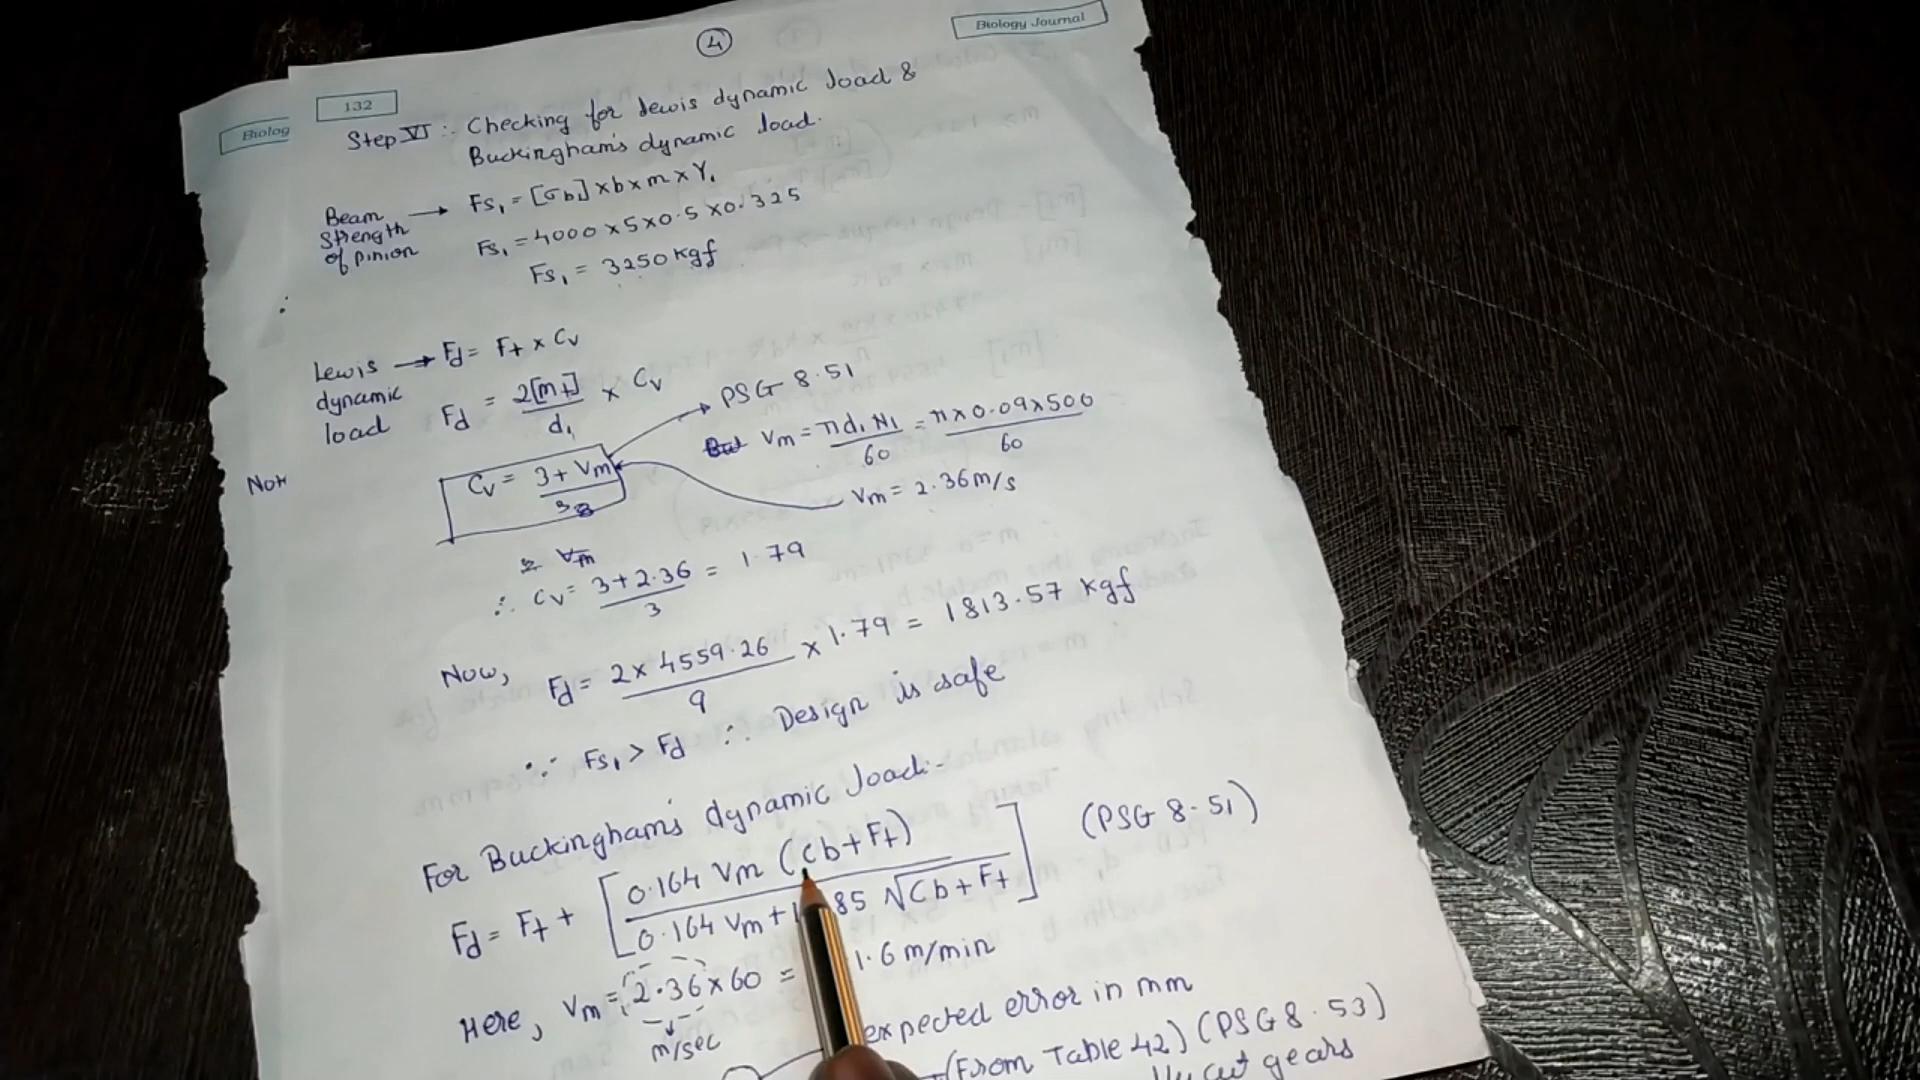 4
Biology Journal
Biolog
132
Step VI :- Checking for Lewis dynamic load &
Buckingham's dynamic load.
Beam strength of pinion → Fs₁ = [σb] × b × m × Y₁
Fs₁ = 4000 × 5 × 0.5 × 0.325
Fs₁ = 3250 kgf
Lewis dynamic load → Fd = Ft × Cv
Fd = 2[mt] / d₁ × Cv
PSG 8.51
Cv = 3 + Vm / 3
But Vm = πd₁N₁ / 60 = π × 0.09 × 500 / 60
Vm = 2.36 m/s
Vm
∴ Cv = 3 + 2.36 / 3 = 1.79
Now, Fd = 2 × 4559.26 / 9 × 1.79 = 1813.57 kgf
∵ Fs₁ > Fd ∴ Design is safe
For Buckingham's dynamic load:-
Fd = Ft + [0.164 Vm (Cb + Ft) / 0.164 Vm + 85 √Cb + Ft] (PSG 8.51)
Here, Vm = 2.36 × 60 = 1.6 m/min
m/sec
expected error in mm
(From Table 42) (PSG 8.53)
cut gears